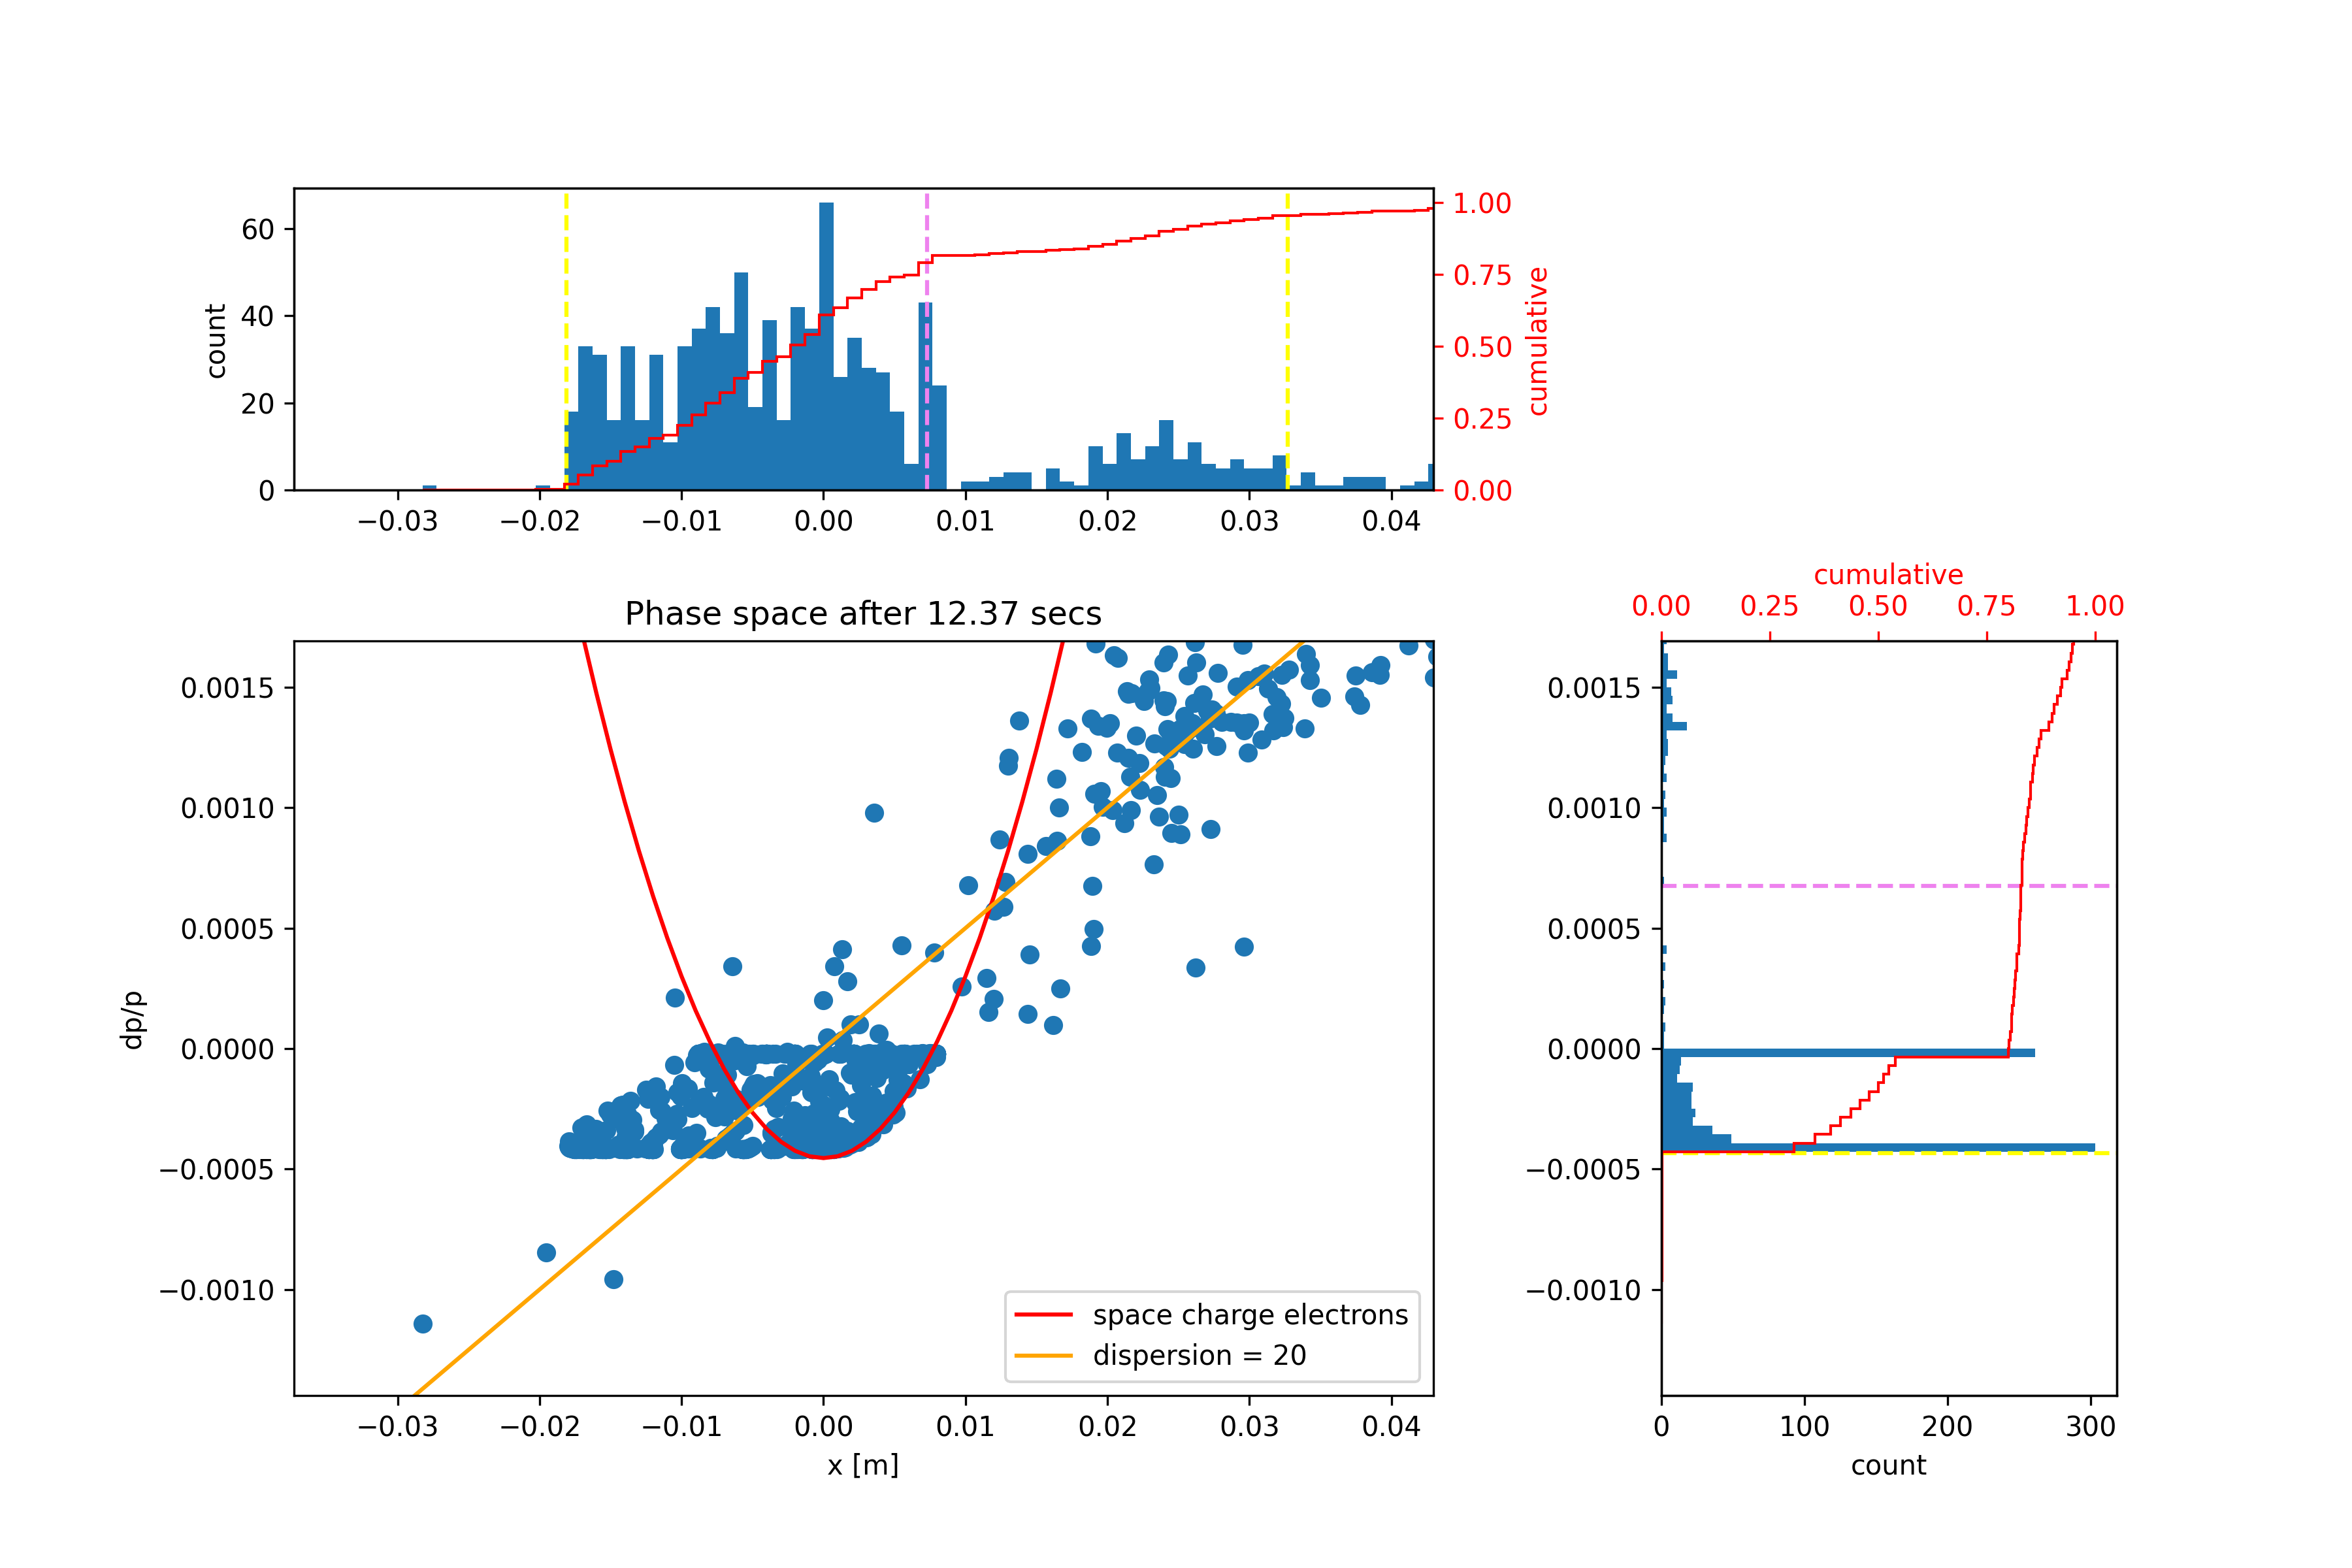 60
40
20
0
count
1.00
0.75
0.50
0.25
0.00
cumulative
−0.03 −0.02 −0.01 0.00 0.01 0.02 0.03 0.04
Phase space after 12.37 secs
0.0015
0.0010
0.0005
0.0000
−0.0005
−0.0010
dp/p
space charge electrons
dispersion = 20
−0.03 −0.02 −0.01 0.00 0.01 0.02 0.03 0.04
x [m]
cumulative
0.00 0.25 0.50 0.75 1.00
0.0015
0.0010
0.0005
0.0000
−0.0005
−0.0010
0 100 200 300
count